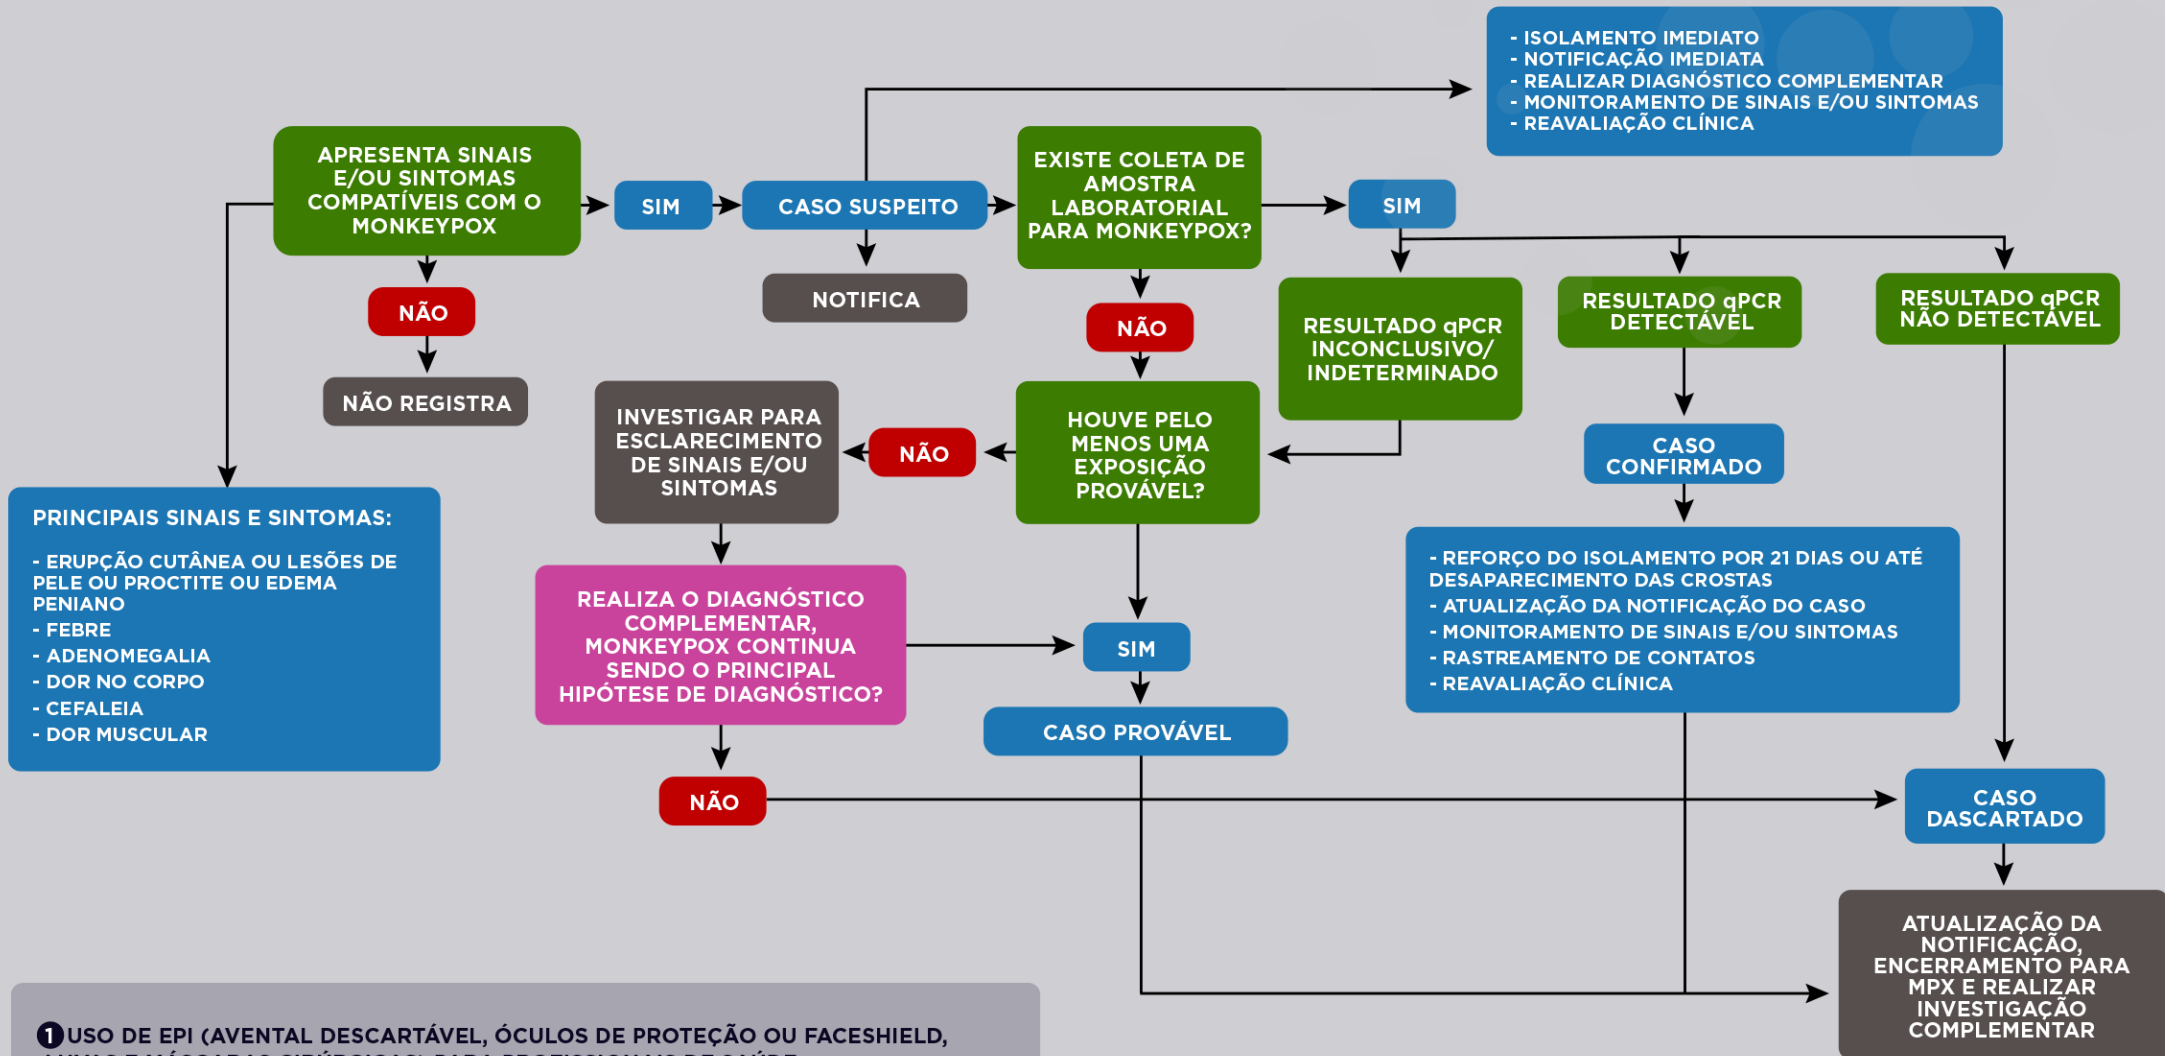 - ISOLAMENTO IMEDIATO
- NOTIFICAÇÃO IMEDIATA
- REALIZAR DIAGNÓSTICO COMPLEMENTAR
- MONITORAMENTO DE SINAIS E/OU SINTOMAS
- REAVALIAÇÃO CLÍNICA
APRESENTA SINAIS
E/OU SINTOMAS
COMPATÍVEIS COM O
MONKEYPOX
SIM
CASO SUSPEITO
EXISTE COLETA DE
AMOSTRA
LABORATORIAL
PARA MONKEYPOX?
SIM
NÃO
NÃO REGISTRA
NOTIFICA
NÃO
RESULTADO qPCR
INCONCLUSIVO/
INDETERMINADO
RESULTADO qPCR
DETECTÁVEL
RESULTADO qPCR
NÃO DETECTÁVEL
INVESTIGAR PARA
ESCLARECIMENTO
DE SINAIS E/OU
SINTOMAS
NÃO
HOUVE PELO
MENOS UMA
EXPOSIÇÃO
PROVÁVEL?
CASO
CONFIRMADO
PRINCIPAIS SINAIS E SINTOMAS:
- ERUPÇÃO CUTÂNEA OU LESÕES DE
PELE OU PROCTITE OU EDEMA
PENIANO
- FEBRE
- ADENOMEGALIA
- DOR NO CORPO
- CEFALEIA
- DOR MUSCULAR
REALIZA O DIAGNÓSTICO
COMPLEMENTAR,
MONKEYPOX CONTINUA
SENDO O PRINCIPAL
HIPÓTESE DE DIAGNÓSTICO?
SIM
CASO PROVÁVEL
- REFORÇO DO ISOLAMENTO POR 21 DIAS OU ATÉ
DESAPARECIMENTO DAS CROSTAS
- ATUALIZAÇÃO DA NOTIFICAÇÃO DO CASO
- MONITORAMENTO DE SINAIS E/OU SINTOMAS
- RASTREAMENTO DE CONTATOS
- REAVALIAÇÃO CLÍNICA
NÃO
CASO
DASCARTADO
ATUALIZAÇÃO DA
NOTIFICAÇÃO,
ENCERRAMENTO PARA
MPX E REALIZAR
INVESTIGAÇÃO
COMPLEMENTAR
1 USO DE EPI (AVENTAL DESCARTÁVEL, ÓCULOS DE PROTEÇÃO OU FACESHIELD,